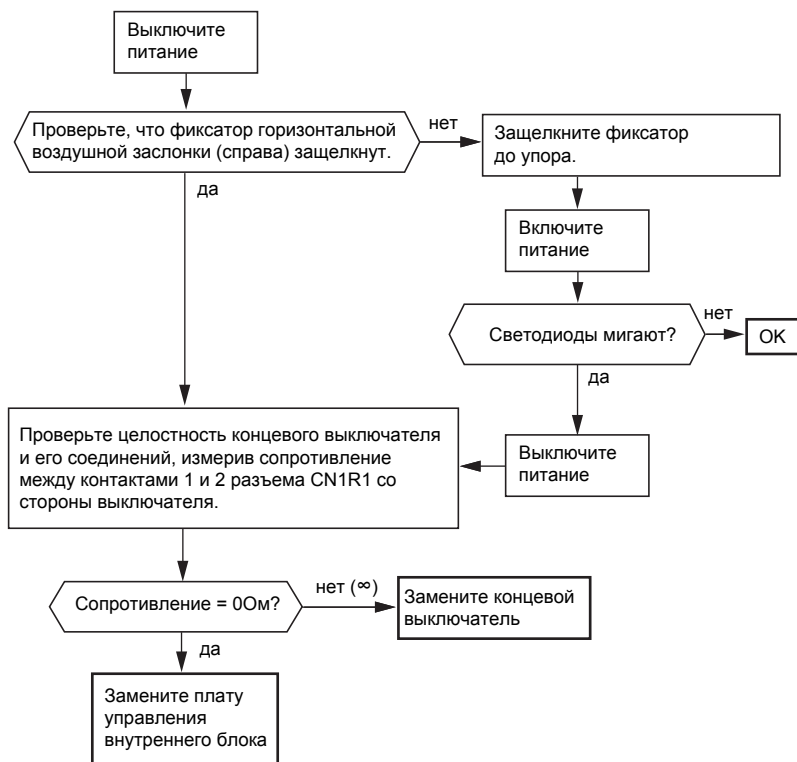 Выключите
питание
Проверьте, что фиксатор горизонтальной
воздушной заслонки (справа) защелкнут.
нет
Защелкните фиксатор
до упора.
да
Включите
питание
Светодиоды мигают?
нет
OK
да
Выключите
питание
Проверьте целостность концевого выключателя
и его соединений, измерив сопротивление
между контактами 1 и 2 разъема CN1R1 со
стороны выключателя.
Сопротивление = 0Ом?
нет (∞)
Замените концевой
выключатель
да
Замените плату
управления
внутреннего блока